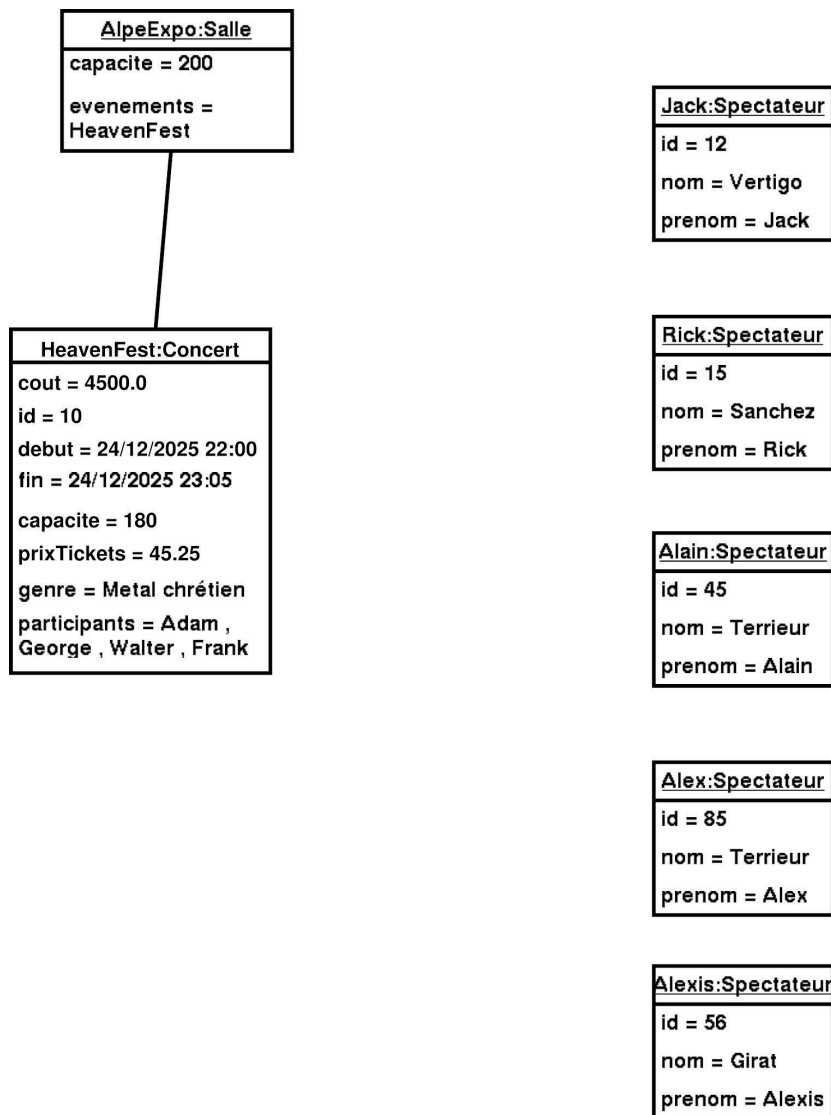 AlpeExpo:Salle
capacite = 200
evenements =
HeavenFest
HeavenFest:Concert
cout = 4500.0
id = 10
debut = 24/12/2025 22:00
fin = 24/12/2025 23:05
capacite = 180
prixTickets = 45.25
genre = Metal chrétien
participants = Adam ,
George , Walter , Frank
Jack:Spectateur
id = 12
nom = Vertigo
prenom = Jack
Rick:Spectateur
id = 15
nom = Sanchez
prenom = Rick
Alain:Spectateur
id = 45
nom = Terrieur
prenom = Alain
Alex:Spectateur
id = 85
nom = Terrieur
prenom = Alex
Alexis:Spectateur
id = 56
nom = Girat
prenom = Alexis